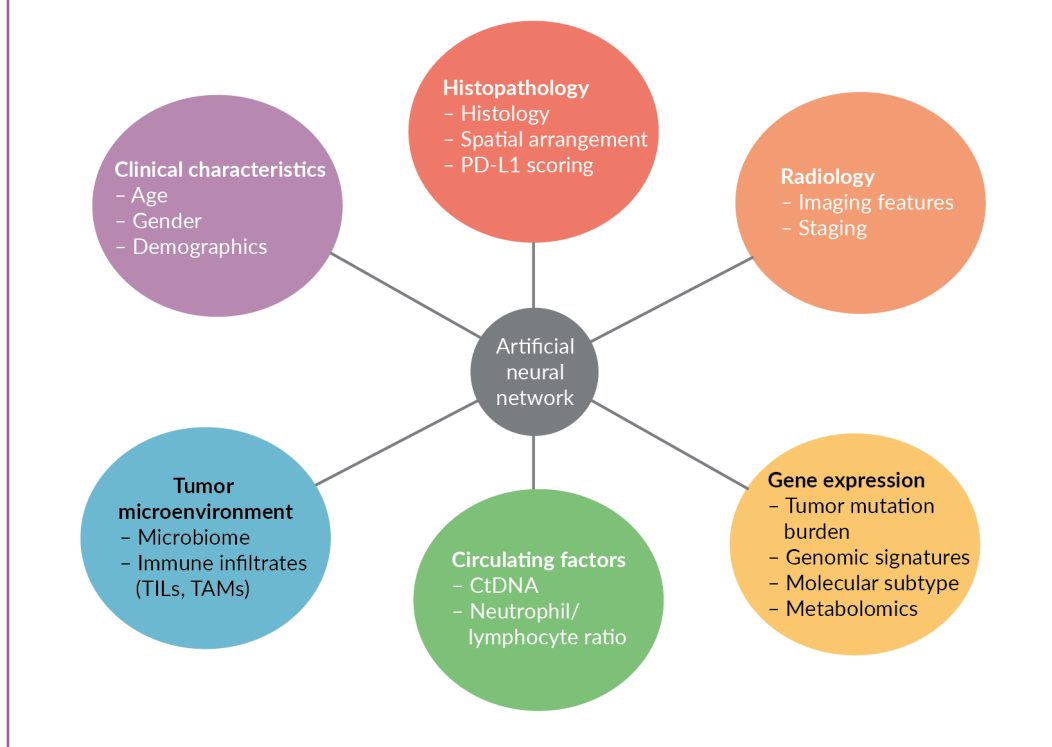 Histopathology
– Histology
– Spatial arrangement
– PD-L1 scoring
Clinical characteristics
– Age
– Gender
– Demographics
Radiology
– Imaging features
– Staging
Artificial
neural
network
Tumor
microenvironment
– Microbiome
– Immune infiltrates
(TILs, TAMs)
Circulating factors
– CtDNA
– Neutrophil/
lymphocyte ratio
Gene expression
– Tumor mutation
burden
– Genomic signatures
– Molecular subtype
– Metabolomics